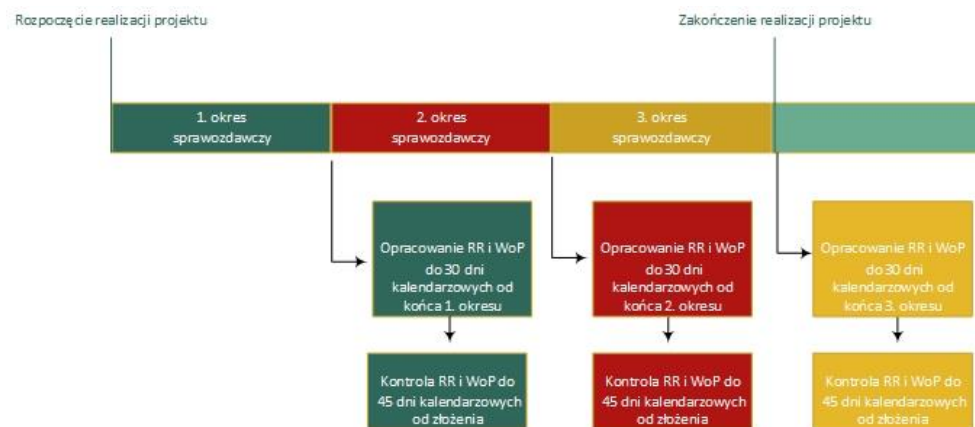 Rozpoczęcie realizacji projektu
Zakończenie realizacji projektu
1. okres
sprawozdawczy
2. okres
sprawozdawczy
3. okres
sprawozdawczy
Opracowanie RR i WoP
do 30 dni
kalendarzowych od
końca 1. okresu
Opracowanie RR i WoP
do 30 dni
kalendarzowych od
końca 2. okresu
Opracowanie RR i WoP
do 30 dni
kalendarzowych od
końca 3. okresu
Kontrola RR i WoP do
45 dni kalendarzowych
od złożenia
Kontrola RR i WoP do
45 dni kalendarzowych
od złożenia
Kontrola RR i WoP do
45 dni kalendarzowych
od złożenia